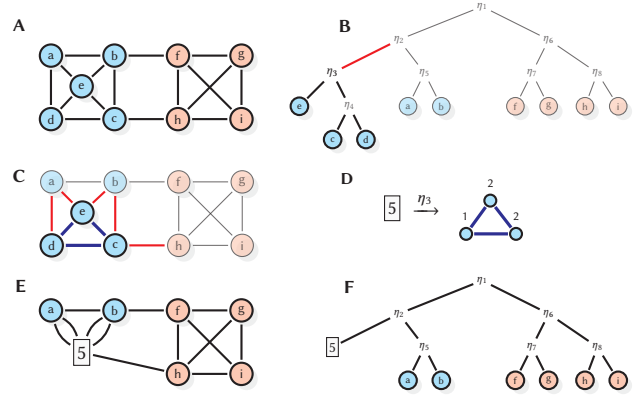 A
a b f g
e
d c h i
B
η1
η2 η6
η3 η5 η7 η8
e η4 a b f g h i
c d
C
a b f g
e
d c h i
D
5 η3 2
1 2
E
a b f g
5
h i
F
η1
η2 η6
5 η5 η7 η8
a b f g h i